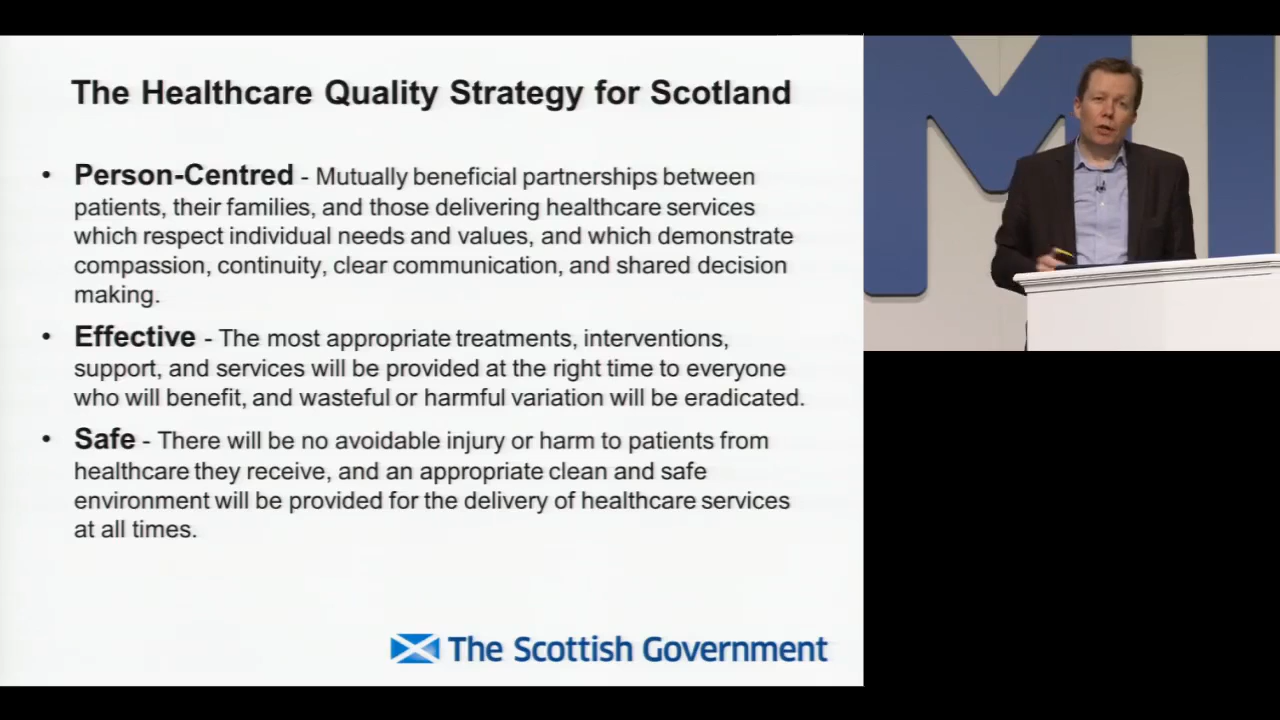 The Healthcare Quality Strategy for Scotland
• Person-Centred - Mutually beneficial partnerships between
patients, their families, and those delivering healthcare services
which respect individual needs and values, and which demonstrate
compassion, continuity, clear communication, and shared decision
making.
• Effective - The most appropriate treatments, interventions,
support, and services will be provided at the right time to everyone
who will benefit, and wasteful or harmful variation will be eradicated.
• Safe - There will be no avoidable injury or harm to patients from
healthcare they receive, and an appropriate clean and safe
environment will be provided for the delivery of healthcare services
at all times.
The Scottish Government